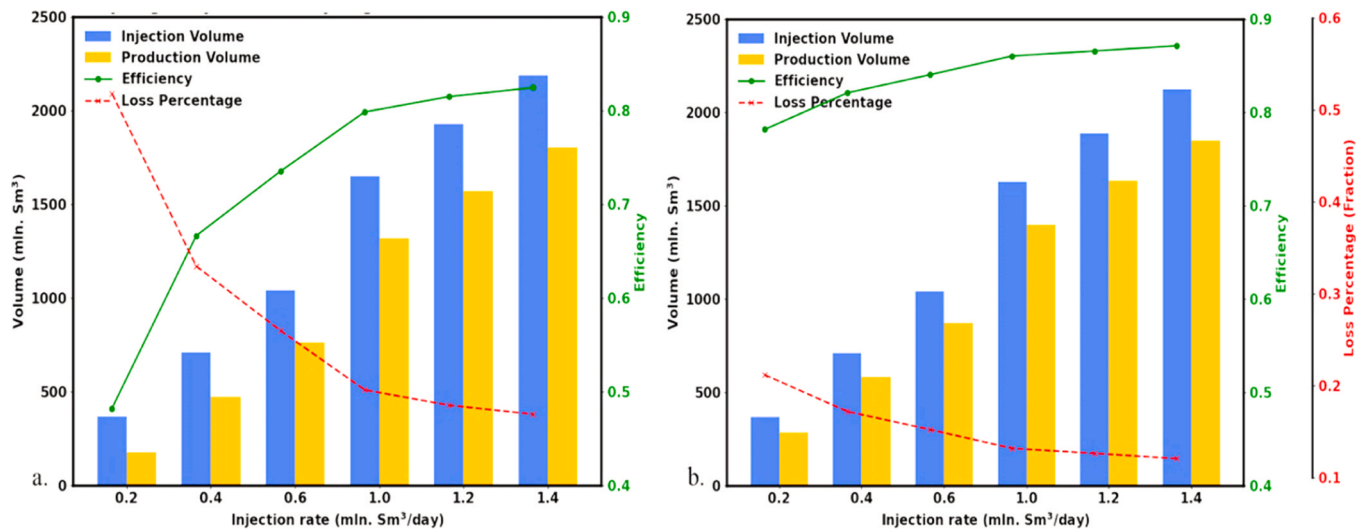 2500
2000
1500
1000
500
0
Volume (mln. Sm³)
Injection Volume
Production Volume
Efficiency
Loss Percentage
0.9
0.8
0.7
0.6
0.5
0.4
Efficiency
a.
0.2 0.4 0.6 1.0 1.2 1.4
Injection rate (mln. Sm³/day)
2500
2000
1500
1000
500
0
Volume (mln. Sm³)
Injection Volume
Production Volume
Efficiency
Loss Percentage
0.9
0.8
0.7
0.6
0.5
0.4
Efficiency
0.6
0.5
0.4
0.3
0.2
0.1
Loss Percentage (Fraction)
b.
0.2 0.4 0.6 1.0 1.2 1.4
Injection rate (mln. Sm³/day)